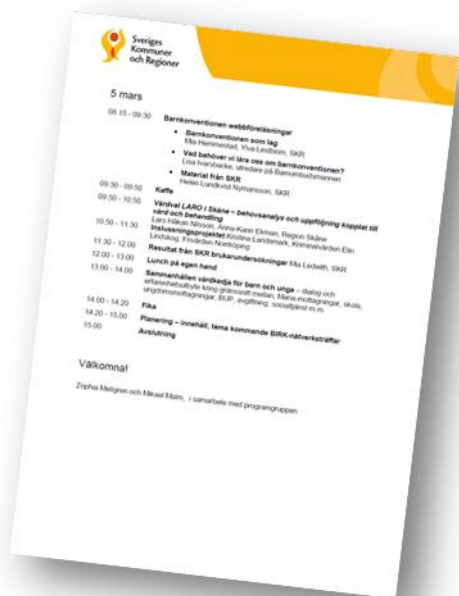 Sveriges
Kommuner
och Regioner
5 mars
08.15 - 09.30 Barnkonventionen webbföreläsningar
• Barnkonventionen som lag
Mia Hemmestad, Ylva Lindblom, SKR
• Vad behöver vi lära oss om barnkonventionen?
Lisa Ivarsbacke, utredare på Barnombudsmannen
• Material från SKR
Helen Lundkvist Nymansson, SKR
09.30 - 09.50 Kaffe
09.50 - 10.50 Vårdval LARO i Skåne – behovsanalys och uppföljning kopplat till
vård och behandling
Lars Håkan Nilsson, Anna-Karin Ekman, Region Skåne
10.50 - 11.30 Inslussningsprojektet Kristina Landemark, Kriminalvården Elin
Lindskog, Frivården Norrköping
11.30 - 12.00 Resultat från SKR brukarundersökningar Mia Ledwith, SKR
12.00 - 13.00 Lunch på egen hand
13.00 - 14.00 Sammanhållen vårdkedja för barn och unga – dialog och
erfarenhetsutbyte kring gränssnitt mellan, Maria-mottagningar, skola,
ungdomsmottagningar, BUP, avgiftning, socialtjänst m.m.
14.00 - 14.20 Fika
14.20 - 15.00 Planering – innehåll, tema kommande BIRK-nätverksträffar
15.00 Avslutning
Välkomna!
Zophia Mellgren och Mikael Malm, i samarbete med programgruppen